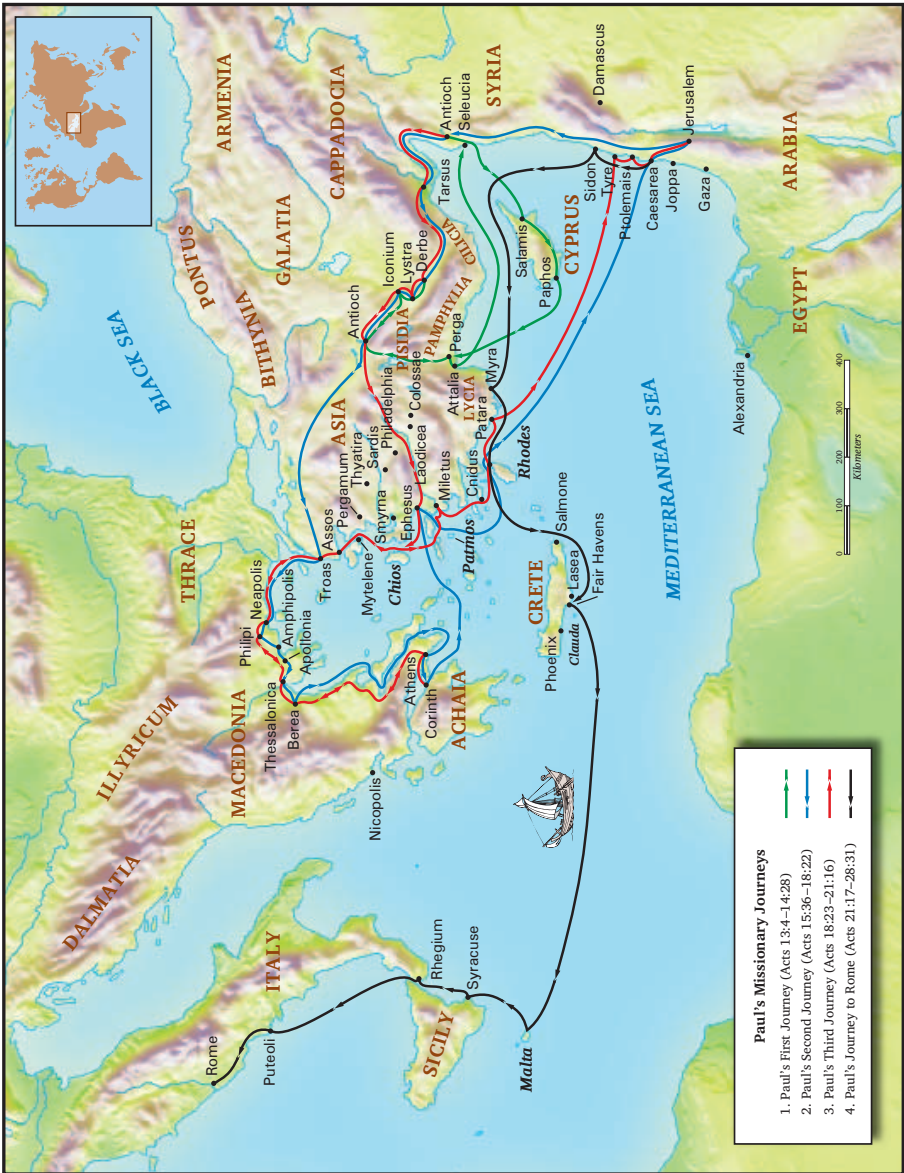 BLACK SEA
ARMENIA
PONTUS
BITHYNIA
GALATIA
CAPPADOCIA
THRACE
ILLYRICUM
DALMATIA
MACEDONIA
ITALY
Rome
Puteoli
Philipi
Neapolis
Amphipolis
Apollonia
Thessalonica
Berea
Nicopolis
Troas
Assos
Mytelene
Chios
ASIA
Pergamum
Thyatira
Sardis
Philadelphia
Smyrna
Ephesus
Laodicea
Colossae
Miletus
Patmos
Antioch
Iconium
Lystra
Derbe
PISIDIA
PAMPHYLIA
CILICIA
Tarsus
Antioch
Seleucia
SYRIA
Perga
Attalia
LYCIA
Myra
Patara
Cnidus
Rhodes
Athens
Corinth
ACHAIA
SICILY
Rhegium
Syracuse
Malta
CRETE
Salmone
Lasea
Fair Havens
Phoenix
Clauda
CYPRUS
Salamis
Paphos
Damascus
Sidon
Tyre
Ptolemais
Caesarea
Joppa
Jerusalem
Gaza
ARABIA
EGYPT
Alexandria
MEDITERRANEAN SEA
0 100 200 300 400
Kilometers
Paul's Missionary Journeys
1. Paul's First Journey (Acts 13:4–14:28)
2. Paul's Second Journey (Acts 15:36–18:22)
3. Paul's Third Journey (Acts 18:23–21:16)
4. Paul's Journey to Rome (Acts 21:17–28:31)